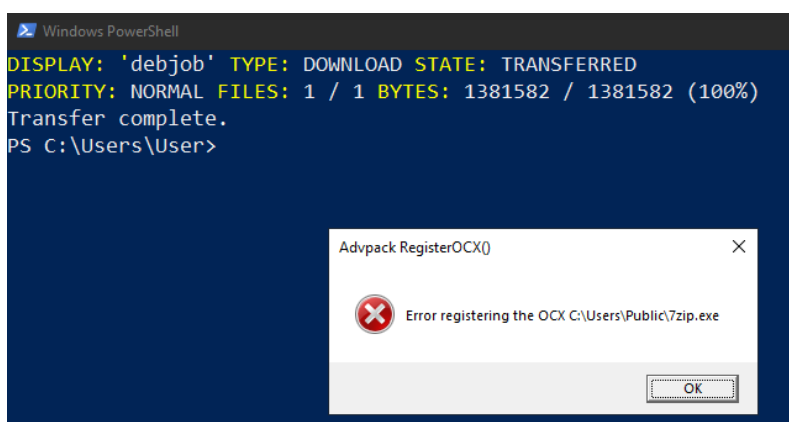 Windows PowerShell
DISPLAY: 'debjob' TYPE: DOWNLOAD STATE: TRANSFERRED
PRIORITY: NORMAL FILES: 1 / 1 BYTES: 1381582 / 1381582 (100%)
Transfer complete.
PS C:\Users\User>
Advpack RegisterOCX()
Error registering the OCX C:\Users\Public\7zip.exe
OK